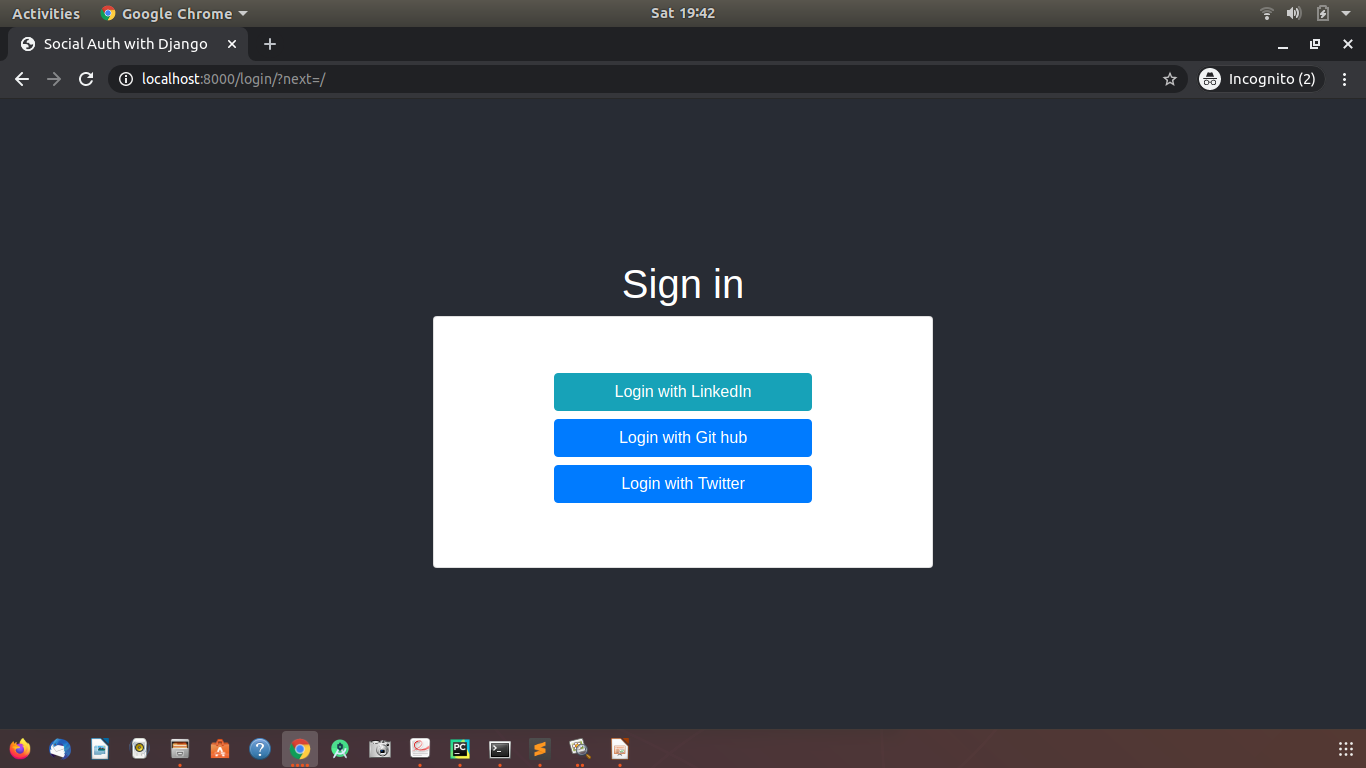 Activities Google Chrome Sat 19:42
Social Auth with Django
localhost:8000/login/?next=/ Incognito (2)
Sign in
Login with LinkedIn
Login with Git hub
Login with Twitter
PC